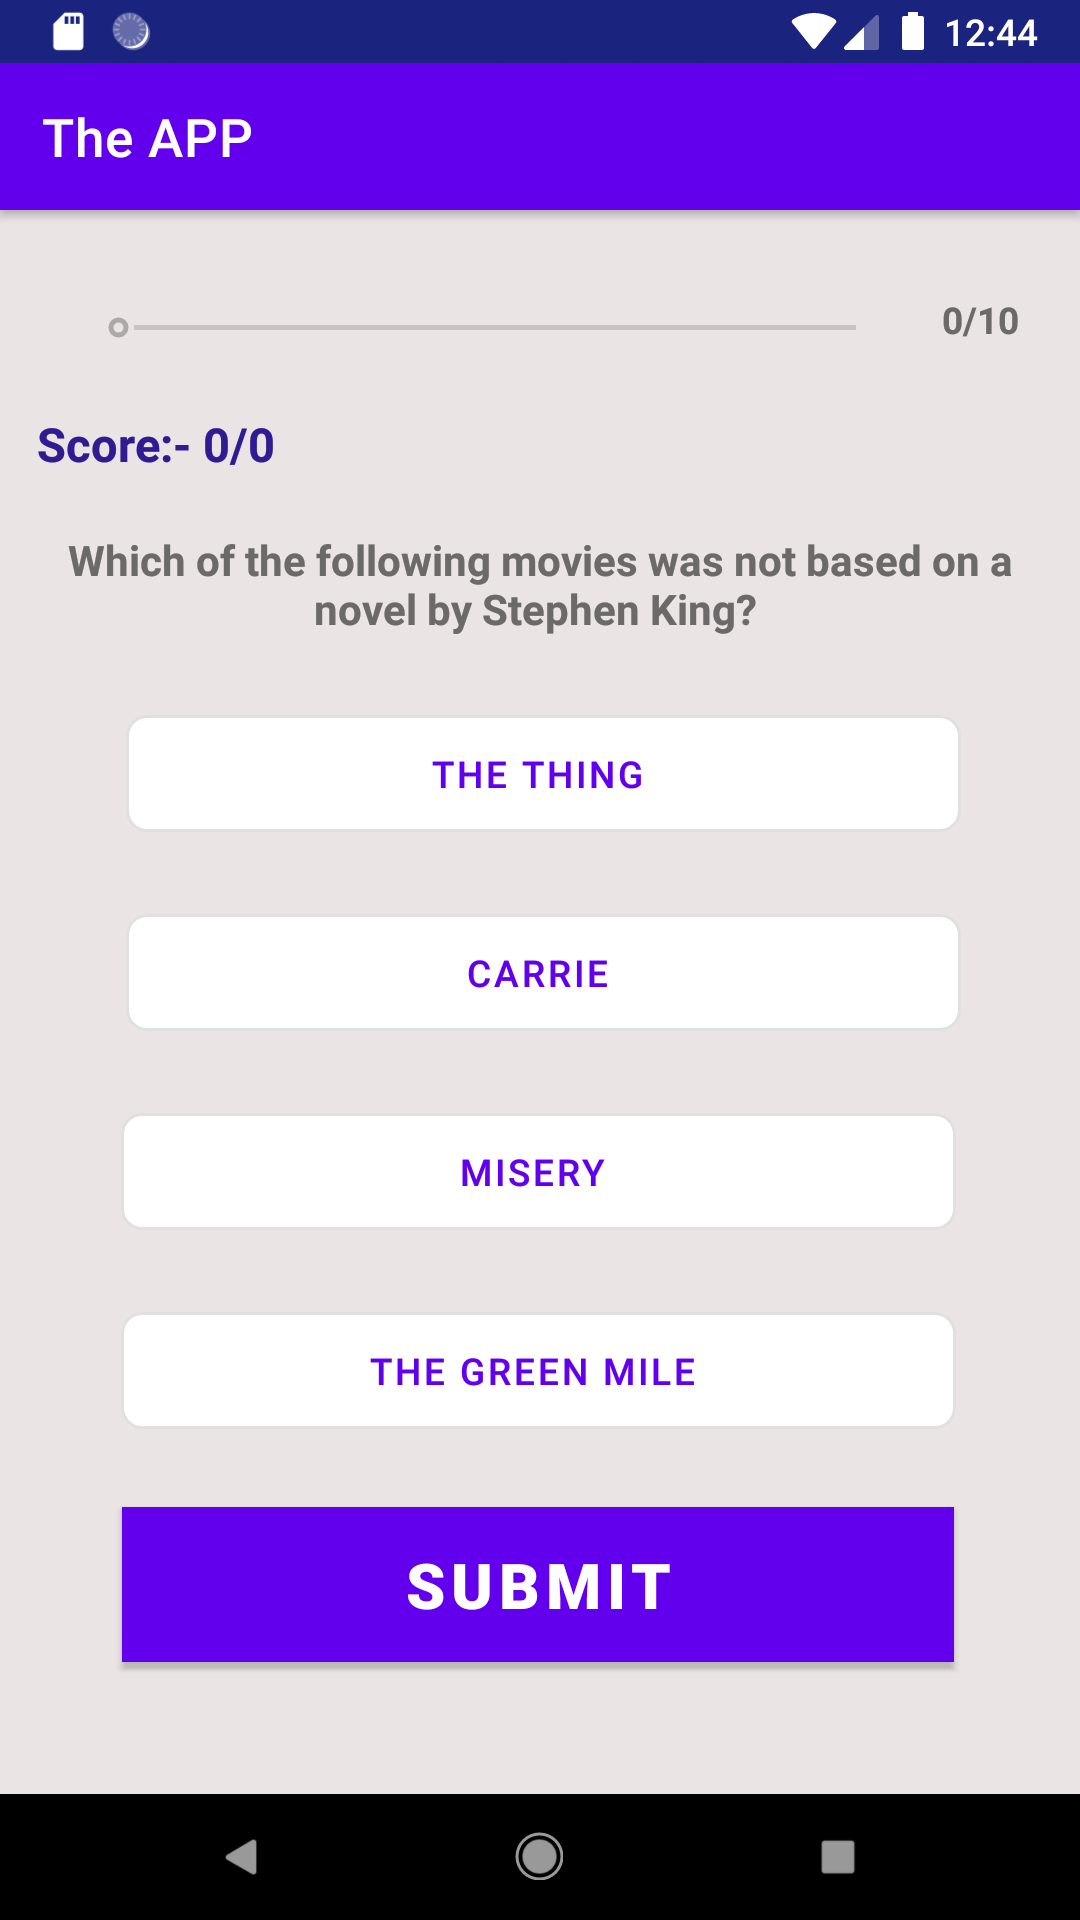 12:44
The APP
0/10
Score:- 0/0
Which of the following movies was not based on a
novel by Stephen King?
THE THING
CARRIE
MISERY
THE GREEN MILE
SUBMIT